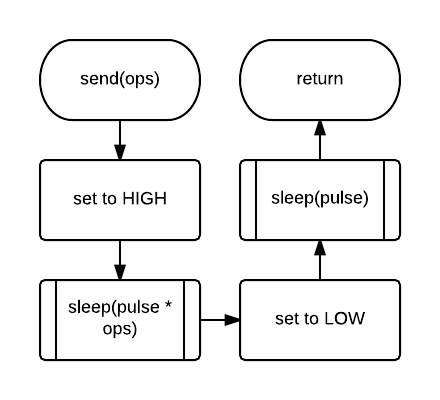 send(ops)
set to HIGH
sleep(pulse *
ops)
set to LOW
sleep(pulse)
return